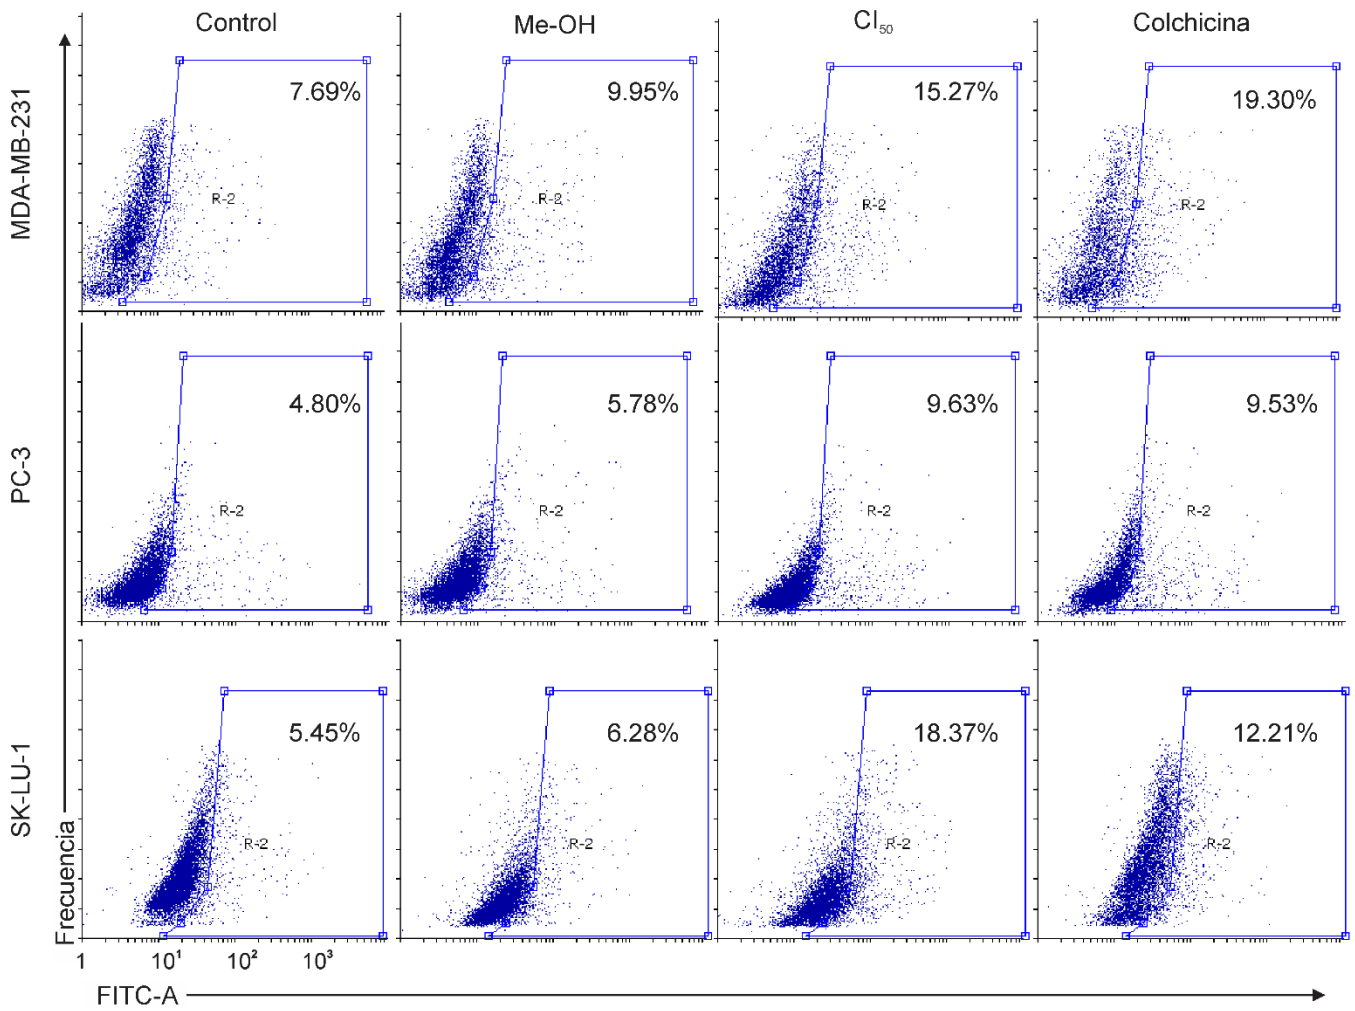 Control Me-OH CI₅₀ Colchicina
MDA-MB-231
7.69% 9.95% 15.27% 19.30%
R-2 R-2 R-2 R-2
PC-3
4.80% 5.78% 9.63% 9.53%
R-2 R-2 R-2 R-2
SK-LU-1
5.45% 6.28% 18.37% 12.21%
R-2 R-2 R-2 R-2
Frecuencia
1 10¹ 10² 10³
FITC-A